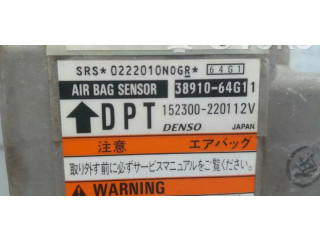 SRS* 0222010N0GR* 64G1
AIR BAG SENSOR 38910-64G11
DPT 152300-2201 12V
DENSO JAPAN
注意 エアバッグ
取り外す前に必ずサービスマニュアルをご覧ください。
WARNING